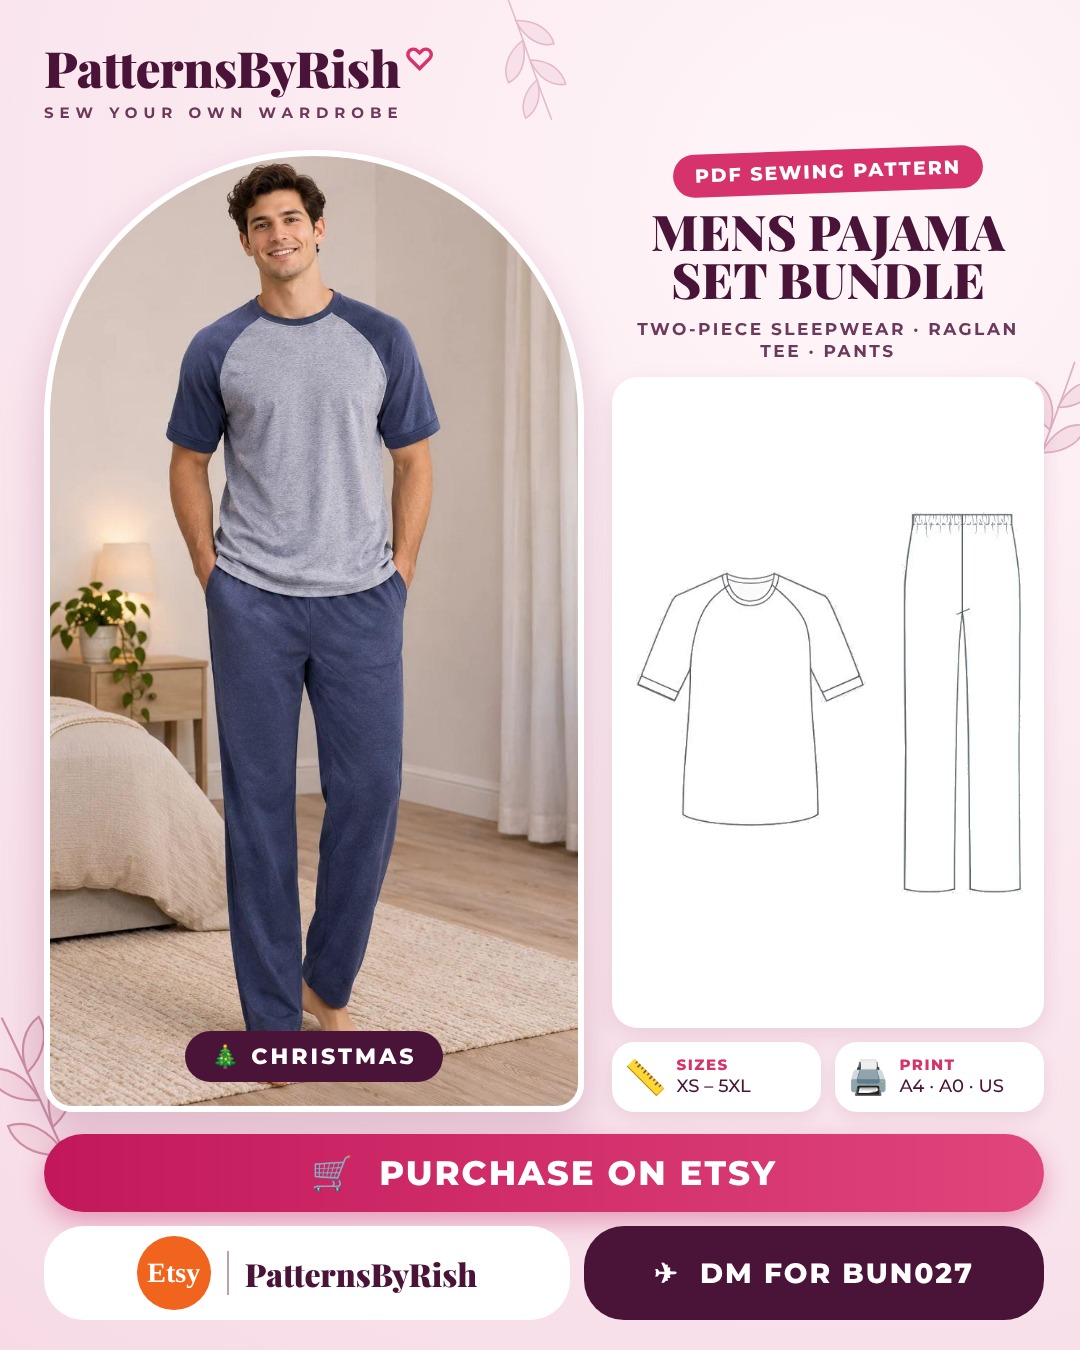 PatternsByRish
SEW YOUR OWN WARDROBE
PDF SEWING PATTERN
MENS PAJAMA
SET BUNDLE
TWO-PIECE SLEEPWEAR · RAGLAN
TEE · PANTS
CHRISTMAS
SIZES
XS – 5XL
PRINT
A4 · A0 · US
PURCHASE ON ETSY
Etsy
PatternsByRish
DM FOR BUN027